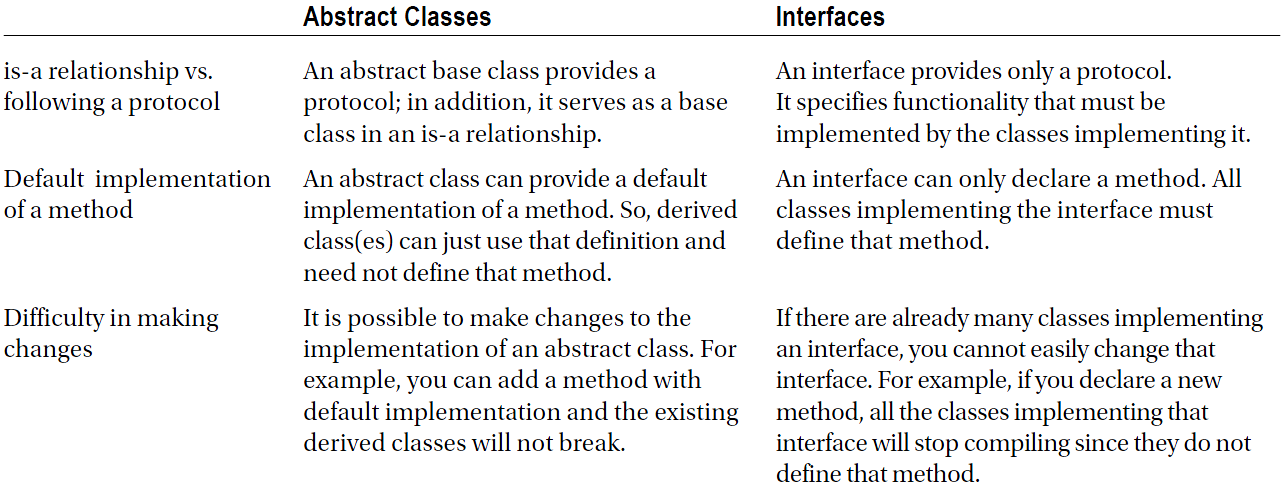 Abstract Classes Interfaces
is-a relationship vs.
following a protocol
An abstract base class provides a
protocol; in addition, it serves as a base
class in an is-a relationship.
An interface provides only a protocol.
It specifies functionality that must be
implemented by the classes implementing it.
Default implementation
of a method
An abstract class can provide a default
implementation of a method. So, derived
class(es) can just use that definition and
need not define that method.
An interface can only declare a method. All
classes implementing the interface must
define that method.
Difficulty in making
changes
It is possible to make changes to the
implementation of an abstract class. For
example, you can add a method with
default implementation and the existing
derived classes will not break.
If there are already many classes implementing
an interface, you cannot easily change that
interface. For example, if you declare a new
method, all the classes implementing that
interface will stop compiling since they do not
define that method.